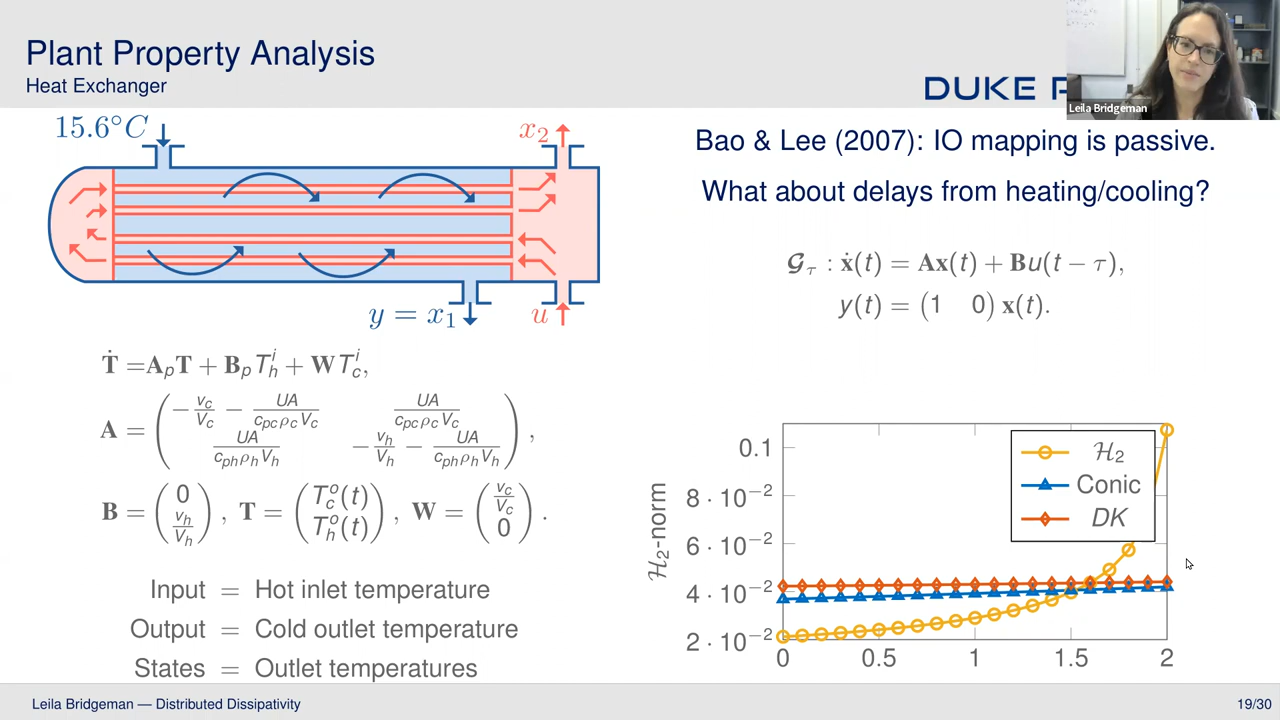 Plant Property Analysis
Heat Exchanger
DUKE
Leila Bridgeman
15.6°C
x₂
y = x₁
u
Ṫ = AₚT + BₚTₕⁱ + WT꜀ⁱ,
A = ( −v_c/V_c − UA/(c_pc ρ_c V_c)   UA/(c_pc ρ_c V_c)
UA/(c_ph ρ_h V_h)   −v_h/V_h − UA/(c_ph ρ_h V_h) ),
B = ( 0 ; v_h/V_h ), T = ( T_c^o(t) ; T_h^o(t) ), W = ( v_c/V_c ; 0 ).
Input = Hot inlet temperature
Output = Cold outlet temperature
States = Outlet temperatures
Bao & Lee (2007): IO mapping is passive.
What about delays from heating/cooling?
𝓖_τ : ẋ(t) = Ax(t) + Bu(t − τ),
y(t) = (1 0) x(t).
H₂-norm
0.1
8 · 10⁻²
6 · 10⁻²
4 · 10⁻²
2 · 10⁻²
0 0.5 1 1.5 2
H₂
Conic
DK
Leila Bridgeman — Distributed Dissipativity
19/30